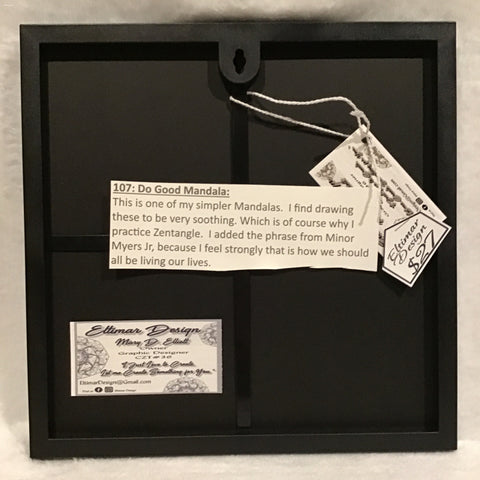 107: Do Good Mandala:
This is one of my simpler Mandalas. I find drawing
these to be very soothing. Which is of course why I
practice Zentangle. I added the phrase from Minor
Myers Jr, because I feel strongly that is how we should
all be living our lives.
Eltimar
Design
$27
Eltimar Design
Mary D. Elliott
Owner
Graphic Designer
CZT#36
"I Just Love to Create.
Let me Create Something for You."
EltimarDesign@Gmail.com